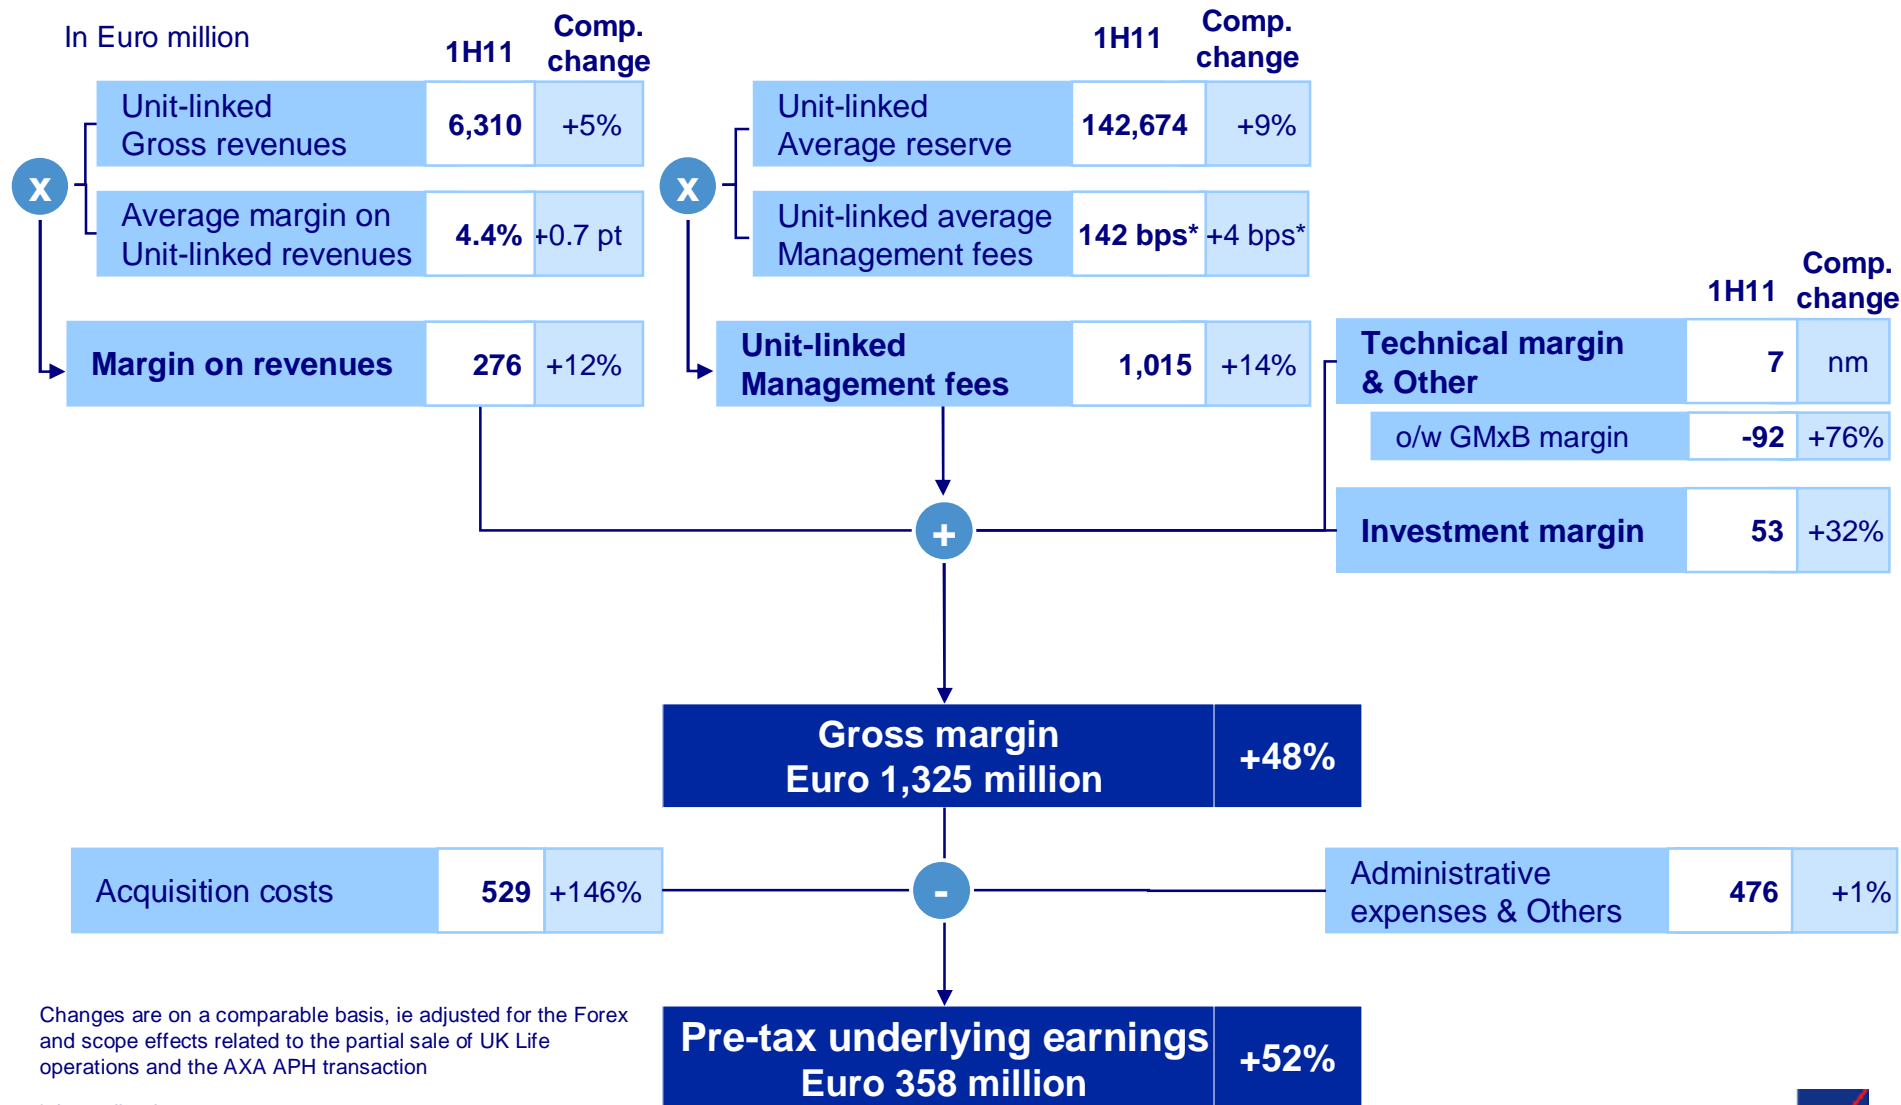 In Euro million
1H11
Comp.
change
Unit-linked
Gross revenues
6,310
+5%
x
Average margin on
Unit-linked revenues
4.4%
+0.7 pt
Margin on revenues
276
+12%
1H11
Comp.
change
Unit-linked
Average reserve
142,674
+9%
x
Unit-linked average
Management fees
142 bps*
+4 bps*
Unit-linked
Management fees
1,015
+14%
1H11
Comp.
change
Technical margin
& Other
7
nm
o/w GMxB margin
-92
+76%
+
Investment margin
53
+32%
Gross margin
Euro 1,325 million
+48%
Acquisition costs
529
+146%
-
Administrative
expenses & Others
476
+1%
Pre-tax underlying earnings
Euro 358 million
+52%
Changes are on a comparable basis, ie adjusted for the Forex
and scope effects related to the partial sale of UK Life
operations and the AXA APH transaction